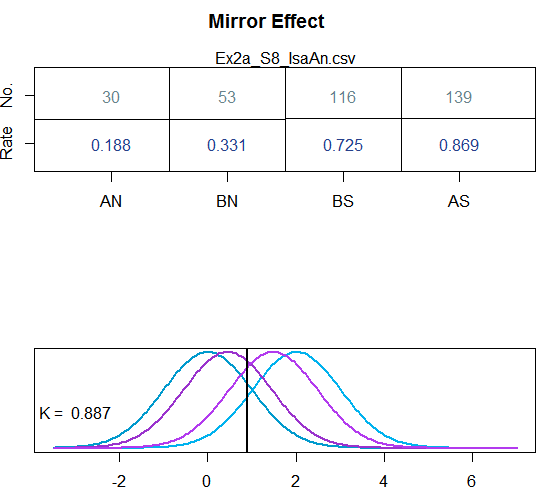 Mirror Effect
Ex2a_S8_IsaAn.csv
No. 30 53 116 139
Rate 0.188 0.331 0.725 0.869
AN BN BS AS
K = 0.887
-2 0 2 4 6